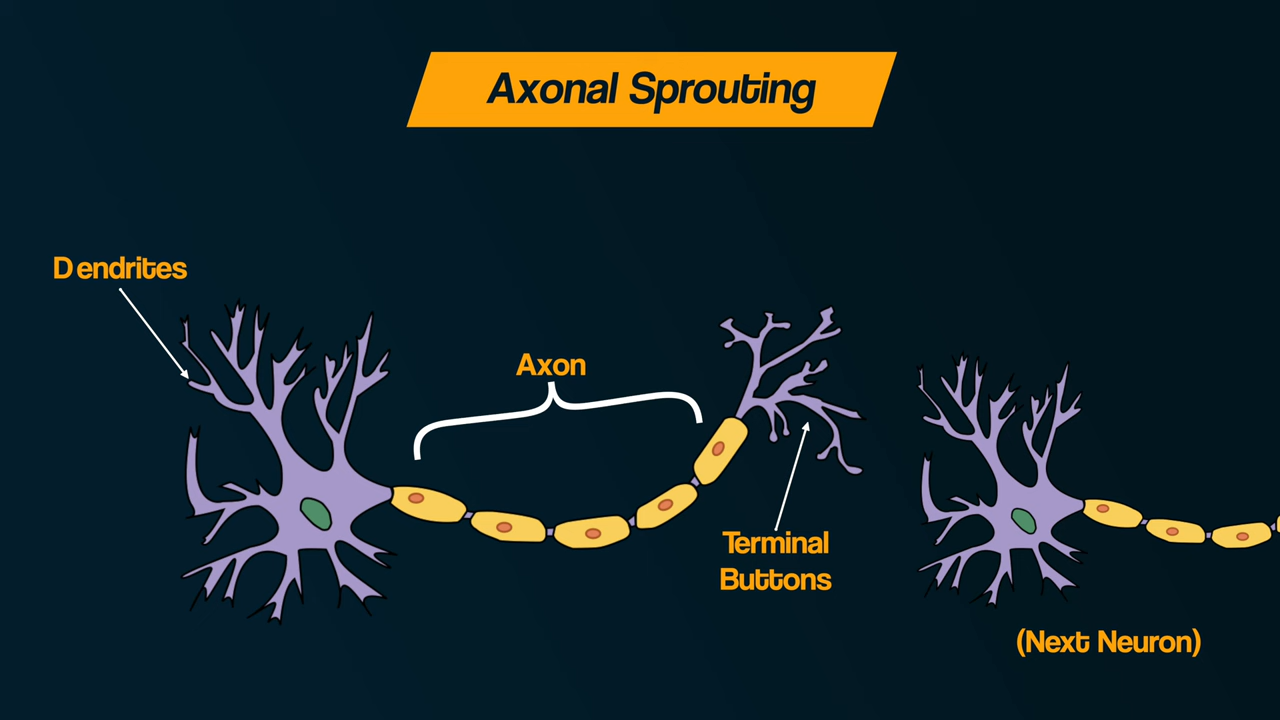 Axonal Sprouting
Dendrites
Axon
Terminal
Buttons
(Next Neuron)